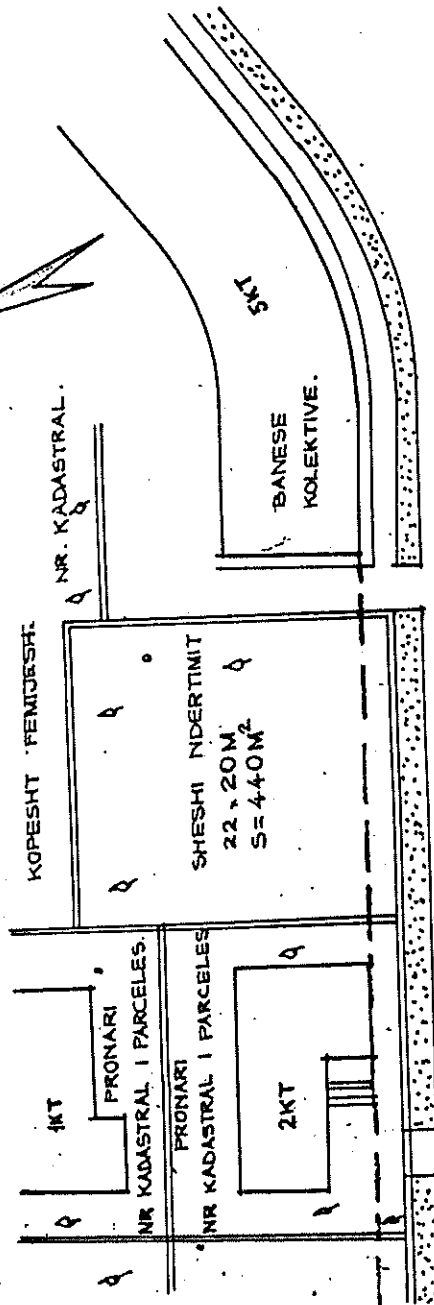 KOPESHT FEMIJESH.
NR. KADASTRAL.
1KT
PRONARI
NR KADASTRAL I PARCELES.
PRONARI
NR KADASTRAL I PARCELES
2KT
SHESHI NDERTIMIT
22 x 20M
S=440M²
5KT
BANESE
KOLEKTIVE.